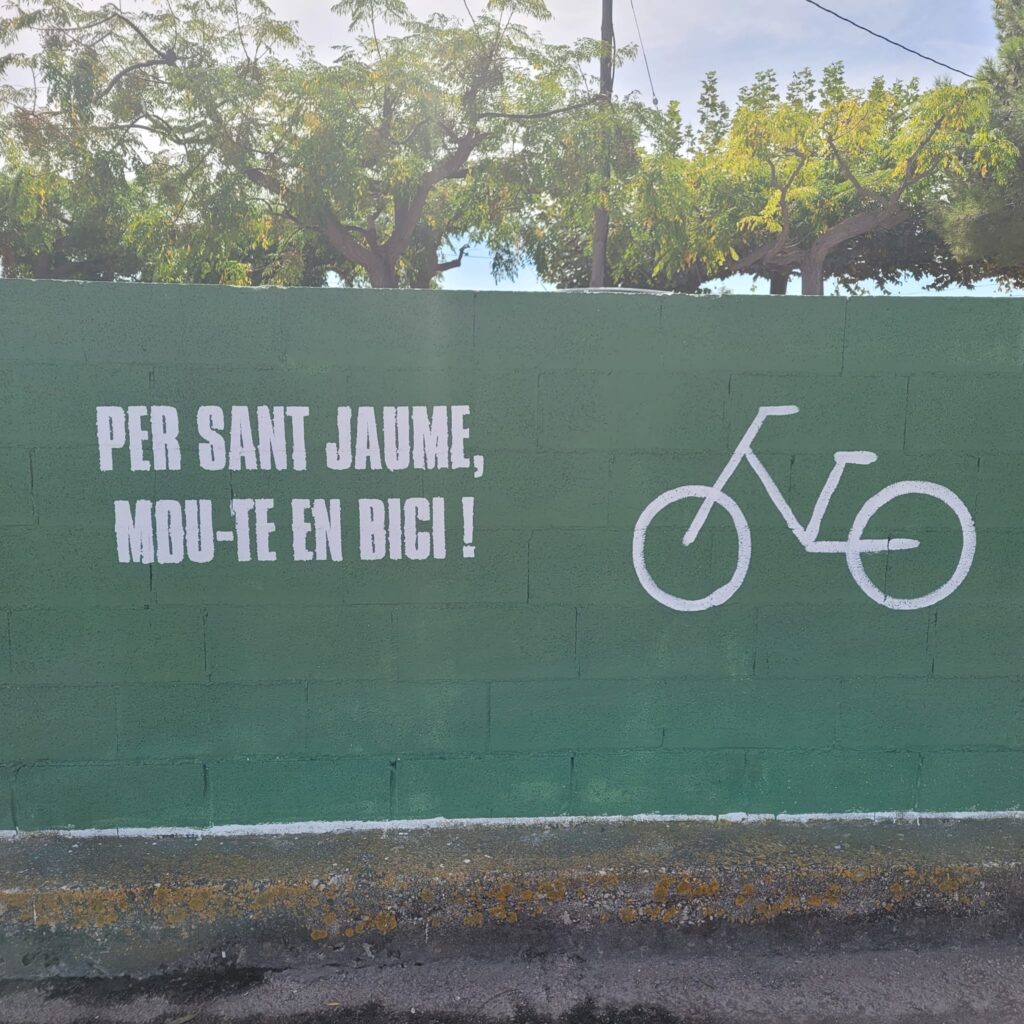 PER SANT JAUME,
MOU-TE EN BICI !